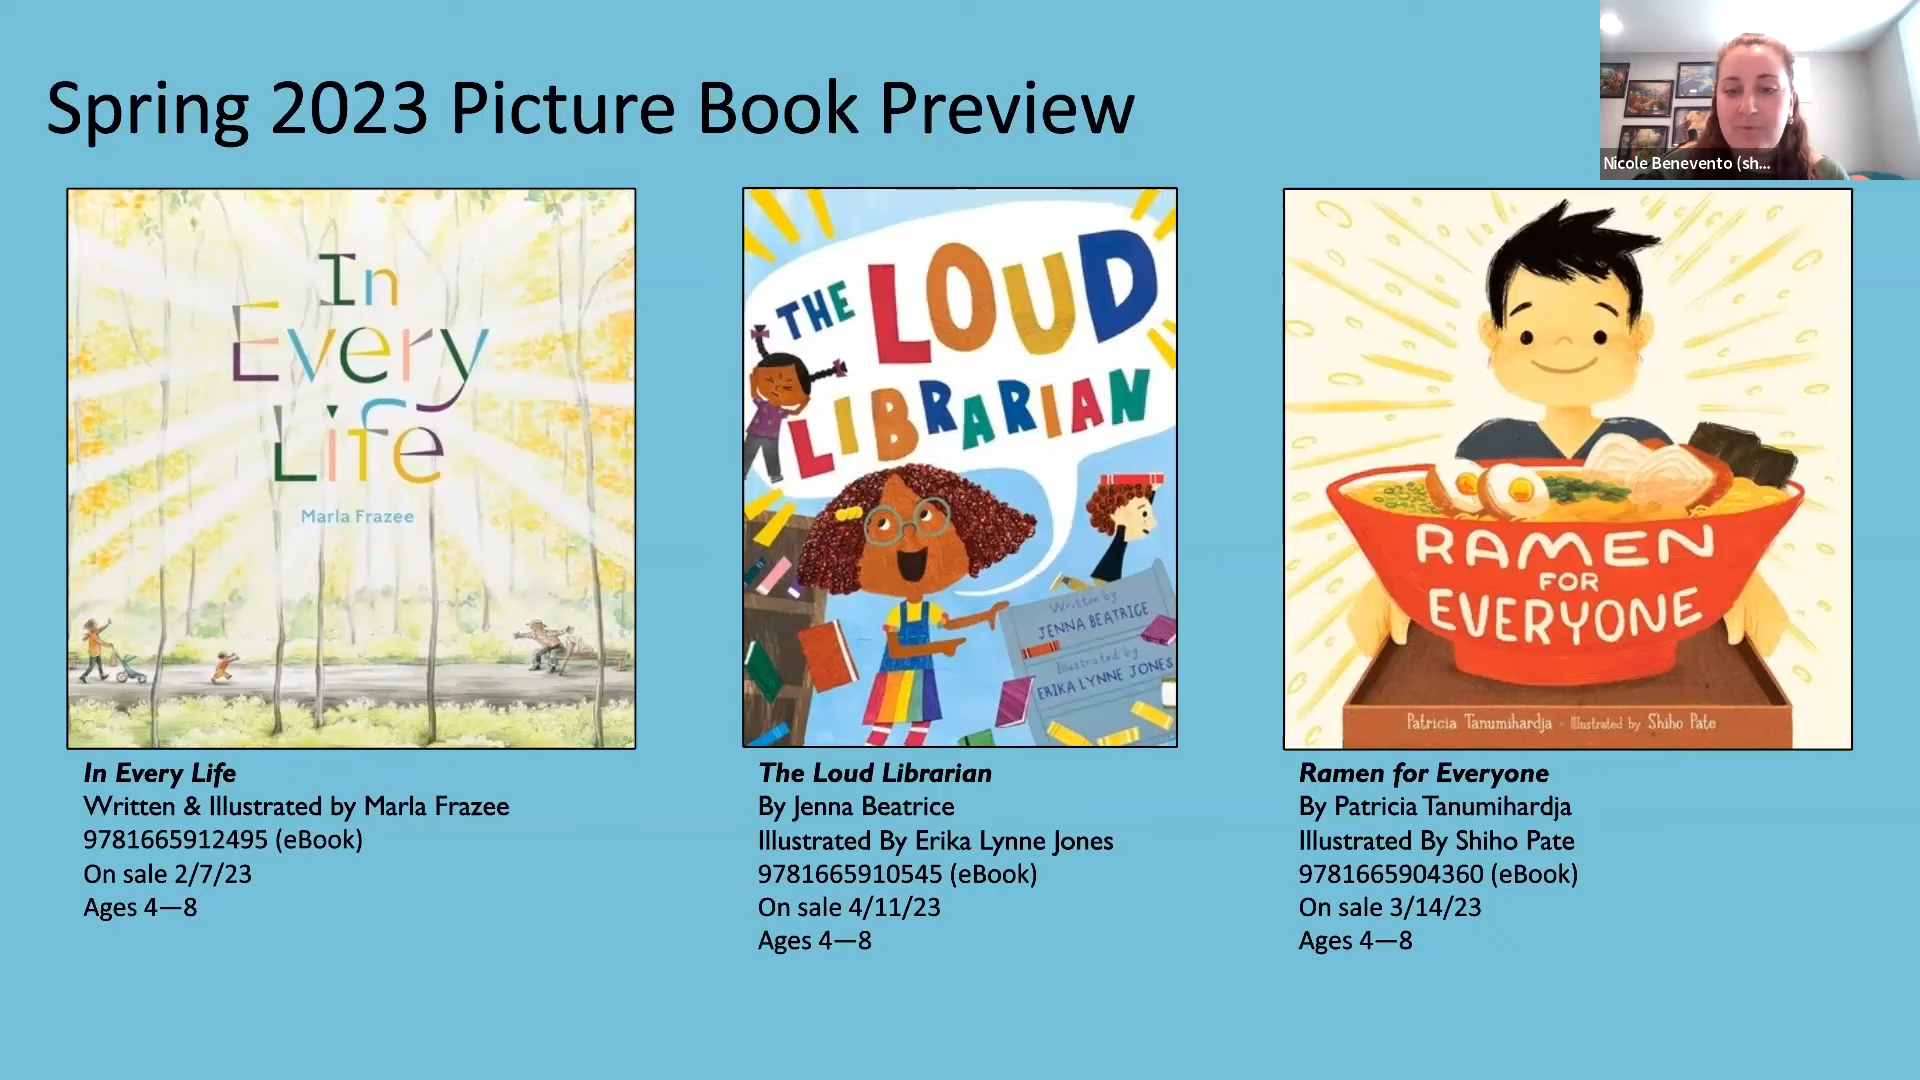 Spring 2023 Picture Book Preview
Nicole Benevento (sh...
In
Every
Life
Marla Frazee
In Every Life
Written & Illustrated by Marla Frazee
9781665912495 (eBook)
On sale 2/7/23
Ages 4—8
THE LOUD
LIBRARIAN
Written by
JENNA BEATRICE
Illustrated by
ERIKA LYNNE JONES
The Loud Librarian
By Jenna Beatrice
Illustrated By Erika Lynne Jones
9781665910545 (eBook)
On sale 4/11/23
Ages 4—8
RAMEN
FOR
EVERYONE
Patricia Tanumihardja - Illustrated by Shiho Pate
Ramen for Everyone
By Patricia Tanumihardja
Illustrated By Shiho Pate
9781665904360 (eBook)
On sale 3/14/23
Ages 4—8